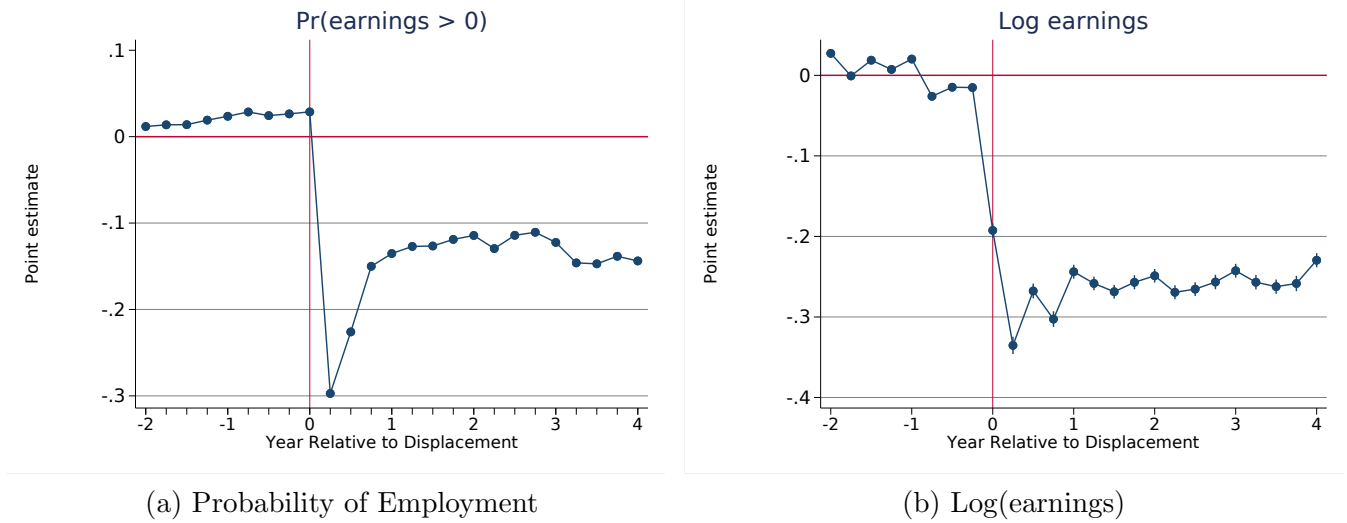 Pr(earnings > 0)
.1
0
-.1
-.2
-.3
Point estimate
-2 -1 0 1 2 3 4
Year Relative to Displacement
(a) Probability of Employment
Log earnings
0
-.1
-.2
-.3
-.4
Point estimate
-2 -1 0 1 2 3 4
Year Relative to Displacement
(b) Log(earnings)